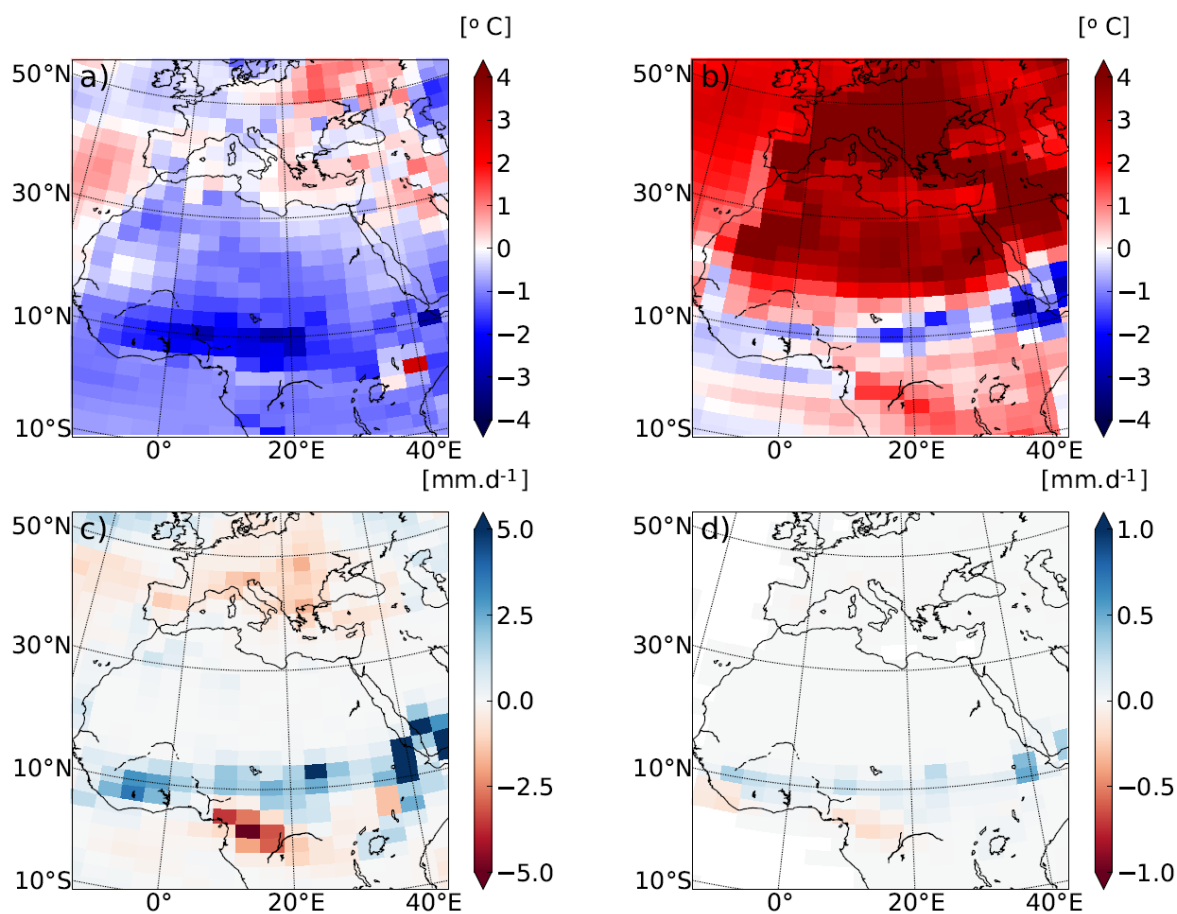 [° C] [° C]
a) b)
50°N 4 50°N 4
3 3
2 2
30°N 1 30°N 1
0 0
10°N −1 10°N −1
−2 −2
−3 −3
10°S −4 10°S −4
0° 20°E 40°E 0° 20°E 40°E
[mm.d⁻¹] [mm.d⁻¹]
c) d)
50°N 5.0 50°N 1.0
2.5 0.5
30°N 30°N
0.0 0.0
10°N 10°N
−2.5 −0.5
10°S −5.0 10°S −1.0
0° 20°E 40°E 0° 20°E 40°E